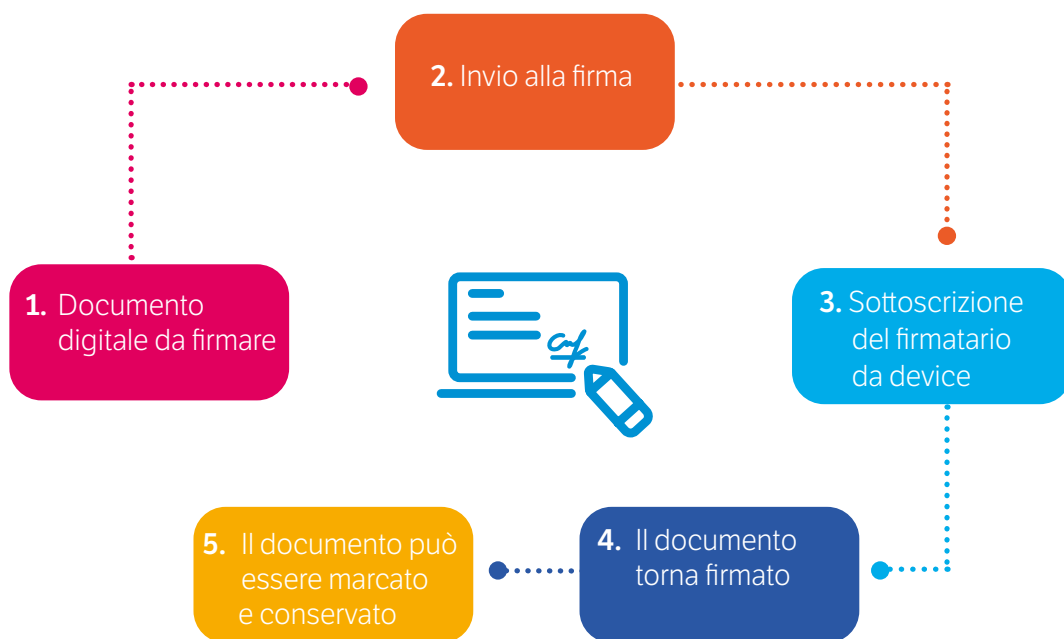 2. Invio alla firma
1. Documento
digitale da firmare
3. Sottoscrizione
del firmatario
da device
4. Il documento
torna firmato
5. Il documento può
essere marcato
e conservato